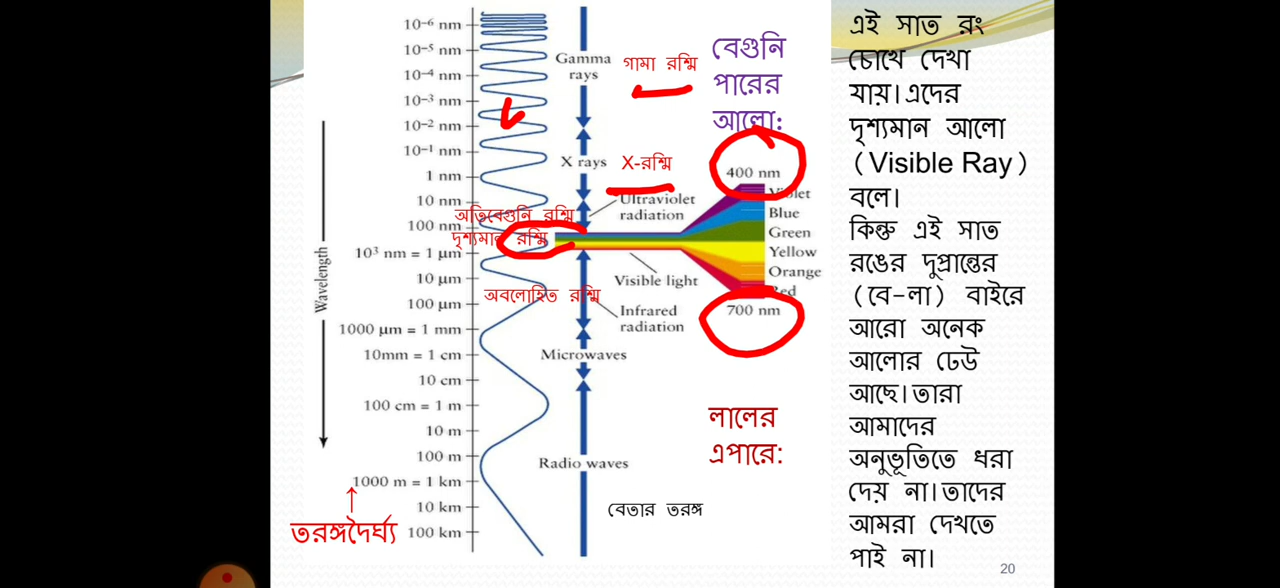 10⁻⁶ nm
10⁻⁵ nm
10⁻⁴ nm
10⁻³ nm
10⁻² nm
10⁻¹ nm
1 nm
10 nm
100 nm
10³ nm = 1 µm
10 µm
100 µm
1000 µm = 1 mm
10mm = 1 cm
10 cm
100 cm = 1 m
10 m
100 m
1000 m = 1 km
10 km
100 km
Wavelength
তরঙ্গদৈর্ঘ্য
Gamma
rays
গামা রশ্মি
X rays
X-রশ্মি
Ultraviolet
radiation
অতিবেগুনি রশ্মি
দৃশ্যমান রশ্মি
Visible light
অবলোহিত রশ্মি
Infrared
radiation
Microwaves
Radio waves
বেতার তরঙ্গ
বেগুনি
পারের
আলো:
400 nm
Violet
Blue
Green
Yellow
Orange
Red
700 nm
লালের
এপারে:
এই সাত রং
চোখে দেখা
যায়।এদের
দৃশ্যমান আলো
(Visible Ray)
বলে।
কিন্তু এই সাত
রঙের দুপ্রান্তের
(বে-লা) বাইরে
আরো অনেক
আলোর ঢেউ
আছে।তারা
আমাদের
অনুভূতিতে ধরা
দেয় না।তাদের
আমরা দেখতে
পাই না।
20